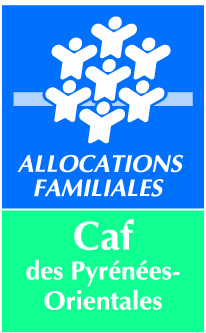 ALLOCATIONS
FAMILIALES
Caf
des Pyrénées-
Orientales